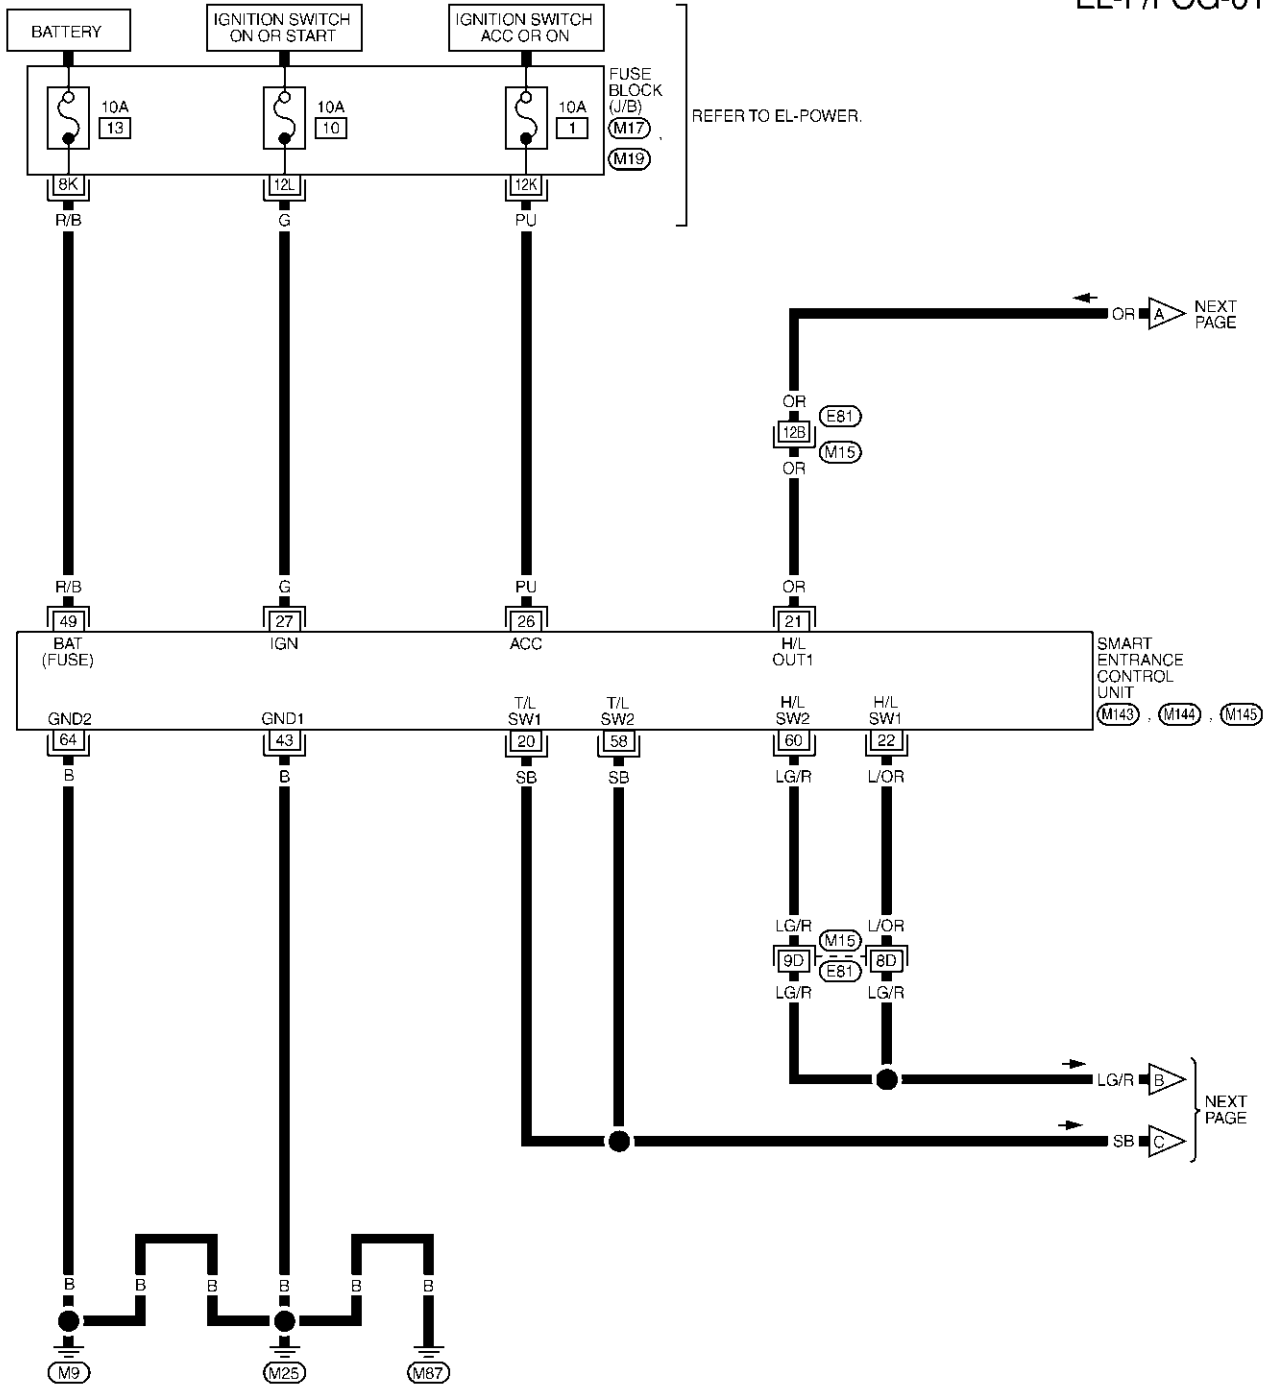 EL-F/FOG-01
BATTERY
IGNITION SWITCH
ON OR START
IGNITION SWITCH
ACC OR ON
10A
13
10A
10
10A
1
FUSE
BLOCK
(J/B)
M17 ,
M19
REFER TO EL-POWER.
8K
12L
12K
R/B
G
PU
OR
A
NEXT
PAGE
OR
12B
E81
M15
OR
R/B
G
PU
OR
49
27
26
21
BAT
(FUSE)
IGN
ACC
H/L
OUT1
SMART
ENTRANCE
CONTROL
UNIT
M143 , M144 , M145
GND2
GND1
T/L
SW1
T/L
SW2
H/L
SW2
H/L
SW1
64
43
20
58
60
22
B
B
SB
SB
LG/R
L/OR
LG/R
L/OR
9D
M15
E81
8D
LG/R
LG/R
LG/R
B
SB
C
NEXT
PAGE
B
B
B
B
B
B
M9
M25
M87